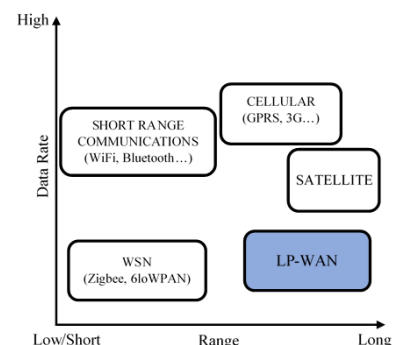 High
CELLULAR
(GPRS, 3G...)
SHORT RANGE
COMMUNICATIONS
(WiFi, Bluetooth...)
SATELLITE
Data Rate
WSN
(Zigbee, 6loWPAN)
LP-WAN
Low/Short
Range
Long